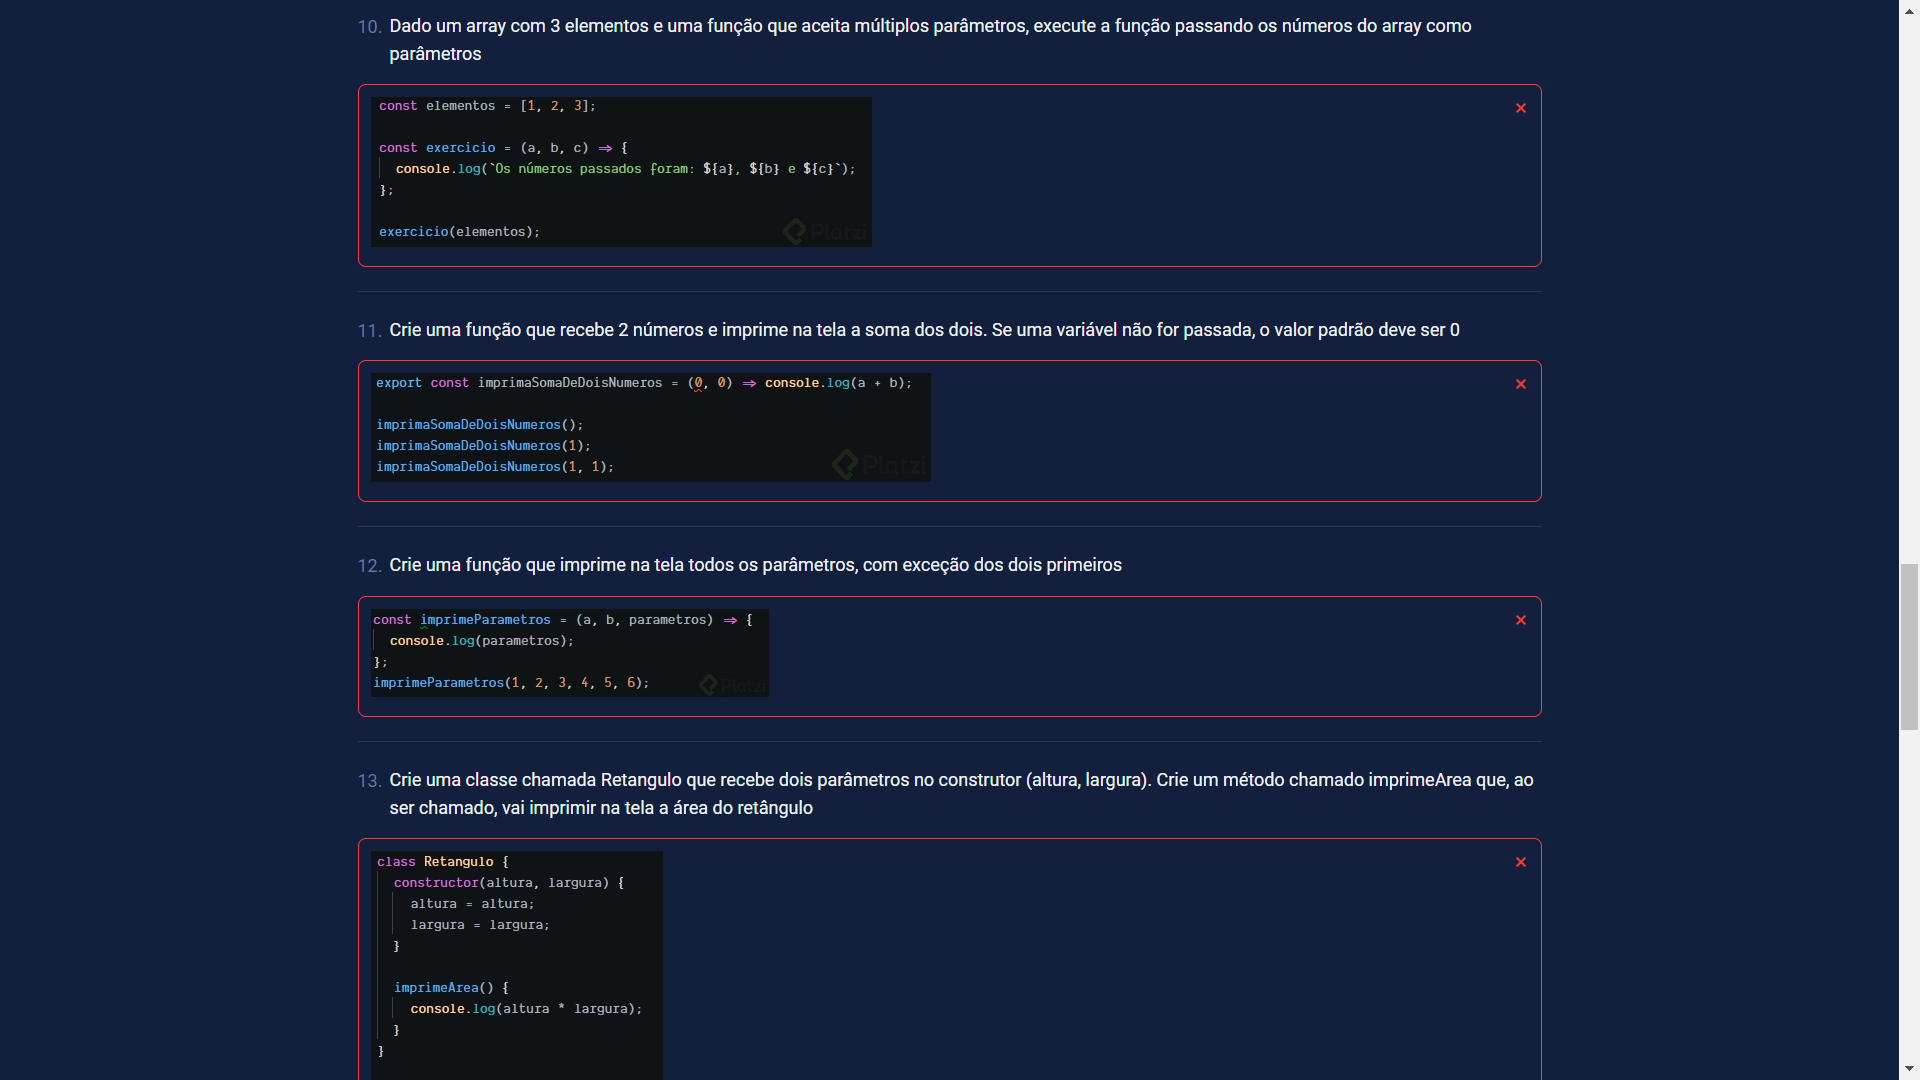 10. Dado um array com 3 elementos e uma função que aceita múltiplos parâmetros, execute a função passando os números do array como
parâmetros
const elementos = [1, 2, 3];
const exercicio = (a, b, c) => {
console.log(`Os números passados foram: ${a}, ${b} e ${c}`);
};
exercicio(elementos);
Platzi
11. Crie uma função que recebe 2 números e imprime na tela a soma dos dois. Se uma variável não for passada, o valor padrão deve ser 0
export const imprimaSomaDeDoisNumeros = (0, 0) => console.log(a + b);
imprimaSomaDeDoisNumeros();
imprimaSomaDeDoisNumeros(1);
imprimaSomaDeDoisNumeros(1, 1);
Platzi
12. Crie uma função que imprime na tela todos os parâmetros, com exceção dos dois primeiros
const imprimeParametros = (a, b, parametros) => {
console.log(parametros);
};
imprimeParametros(1, 2, 3, 4, 5, 6);
Platzi
13. Crie uma classe chamada Retangulo que recebe dois parâmetros no construtor (altura, largura). Crie um método chamado imprimeArea que, ao
ser chamado, vai imprimir na tela a área do retângulo
class Retangulo {
constructor(altura, largura) {
altura = altura;
largura = largura;
}
imprimeArea() {
console.log(altura * largura);
}
}